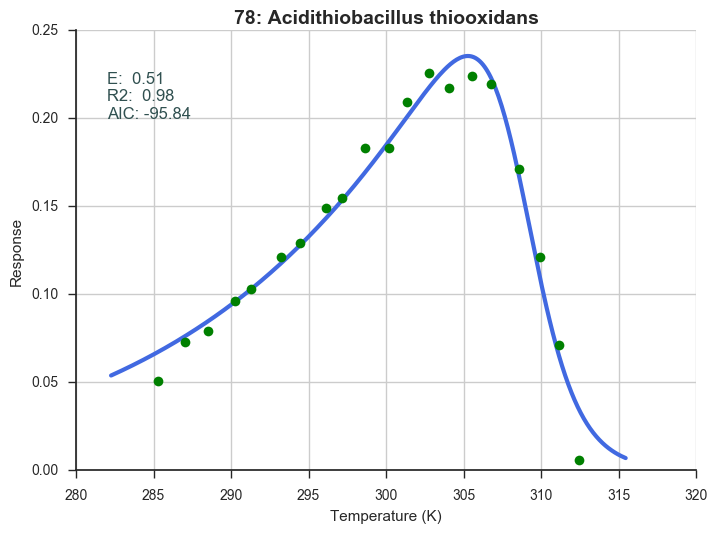 78: Acidithiobacillus thiooxidans
E:  0.51
R2:  0.98
AIC: -95.84
Response
0.25
0.20
0.15
0.10
0.05
0.00
280 285 290 295 300 305 310 315 320
Temperature (K)